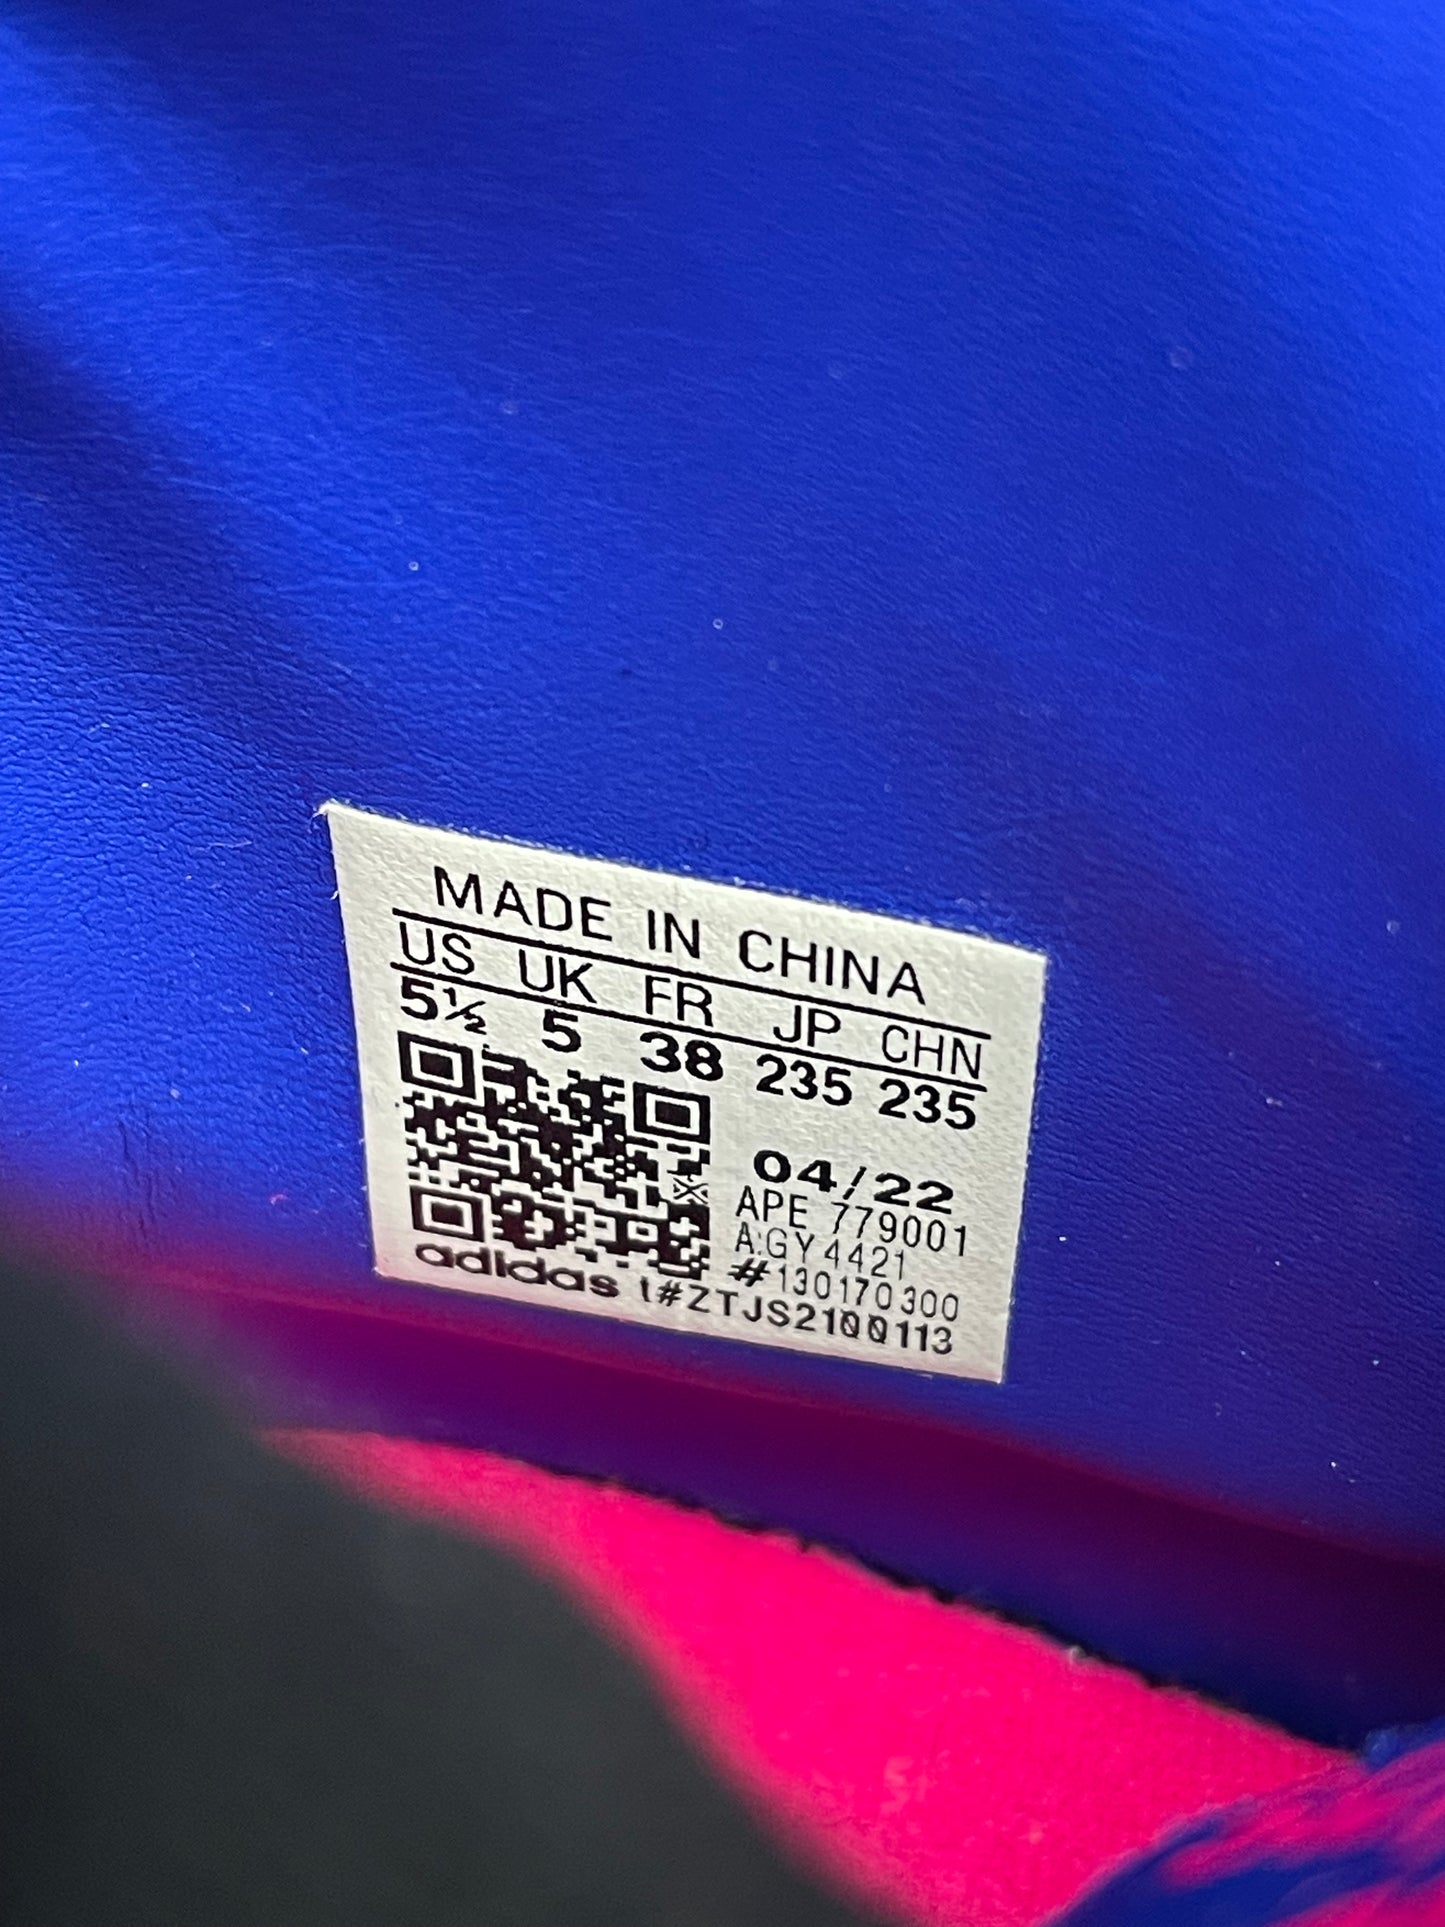 MADE IN CHINA
US UK FR JP CHN
5½ 5 38 235 235
04/22
APE 779001
A:GY4421
#130170300
adidas t#ZTJS2100113